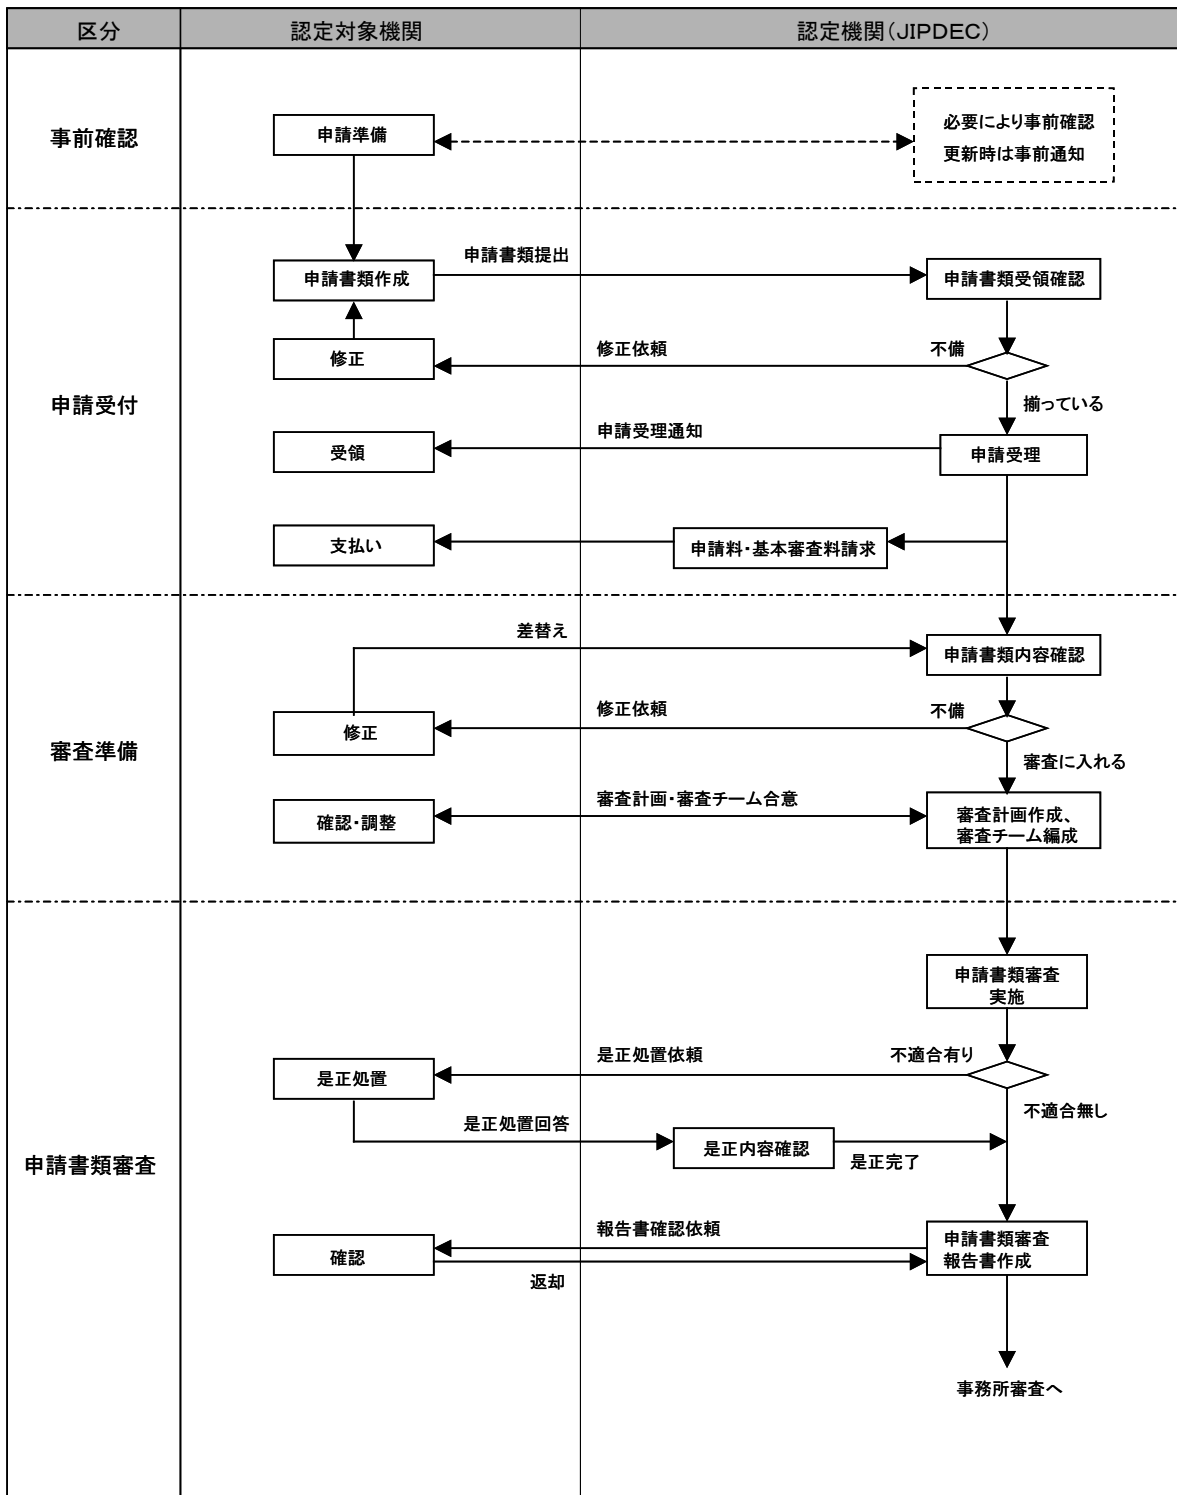 区分
認定対象機関
認定機関(JIPDEC)
事前確認
申請準備
必要により事前確認
更新時は事前通知
申請受付
申請書類作成
申請書類提出
申請書類受領確認
修正
修正依頼
不備
揃っている
受領
申請受理通知
申請受理
支払い
申請料・基本審査料請求
審査準備
差替え
申請書類内容確認
修正
修正依頼
不備
審査に入れる
確認・調整
審査計画・審査チーム合意
審査計画作成、
審査チーム編成
申請書類審査
申請書類審査
実施
是正処置
是正処置依頼
不適合有り
不適合無し
是正処置回答
是正内容確認
是正完了
確認
報告書確認依頼
返却
申請書類審査
報告書作成
事務所審査へ